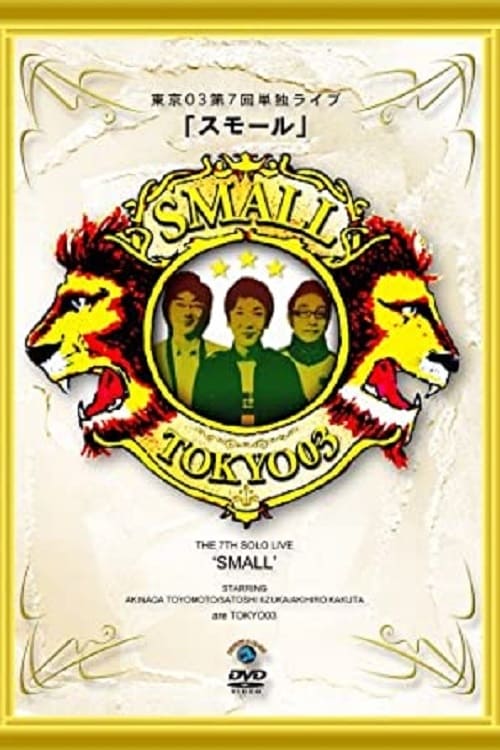 東京03第7回単独ライブ
「スモール」
SMALL
TOKYO03
THE 7TH SOLO LIVE
'SMALL'
STARRING
AKINAGA TOYOMOTO/SATOSHI IIZUKA/AKIHIRO KAKUTA
are TOKYO03
DVD
VIDEO